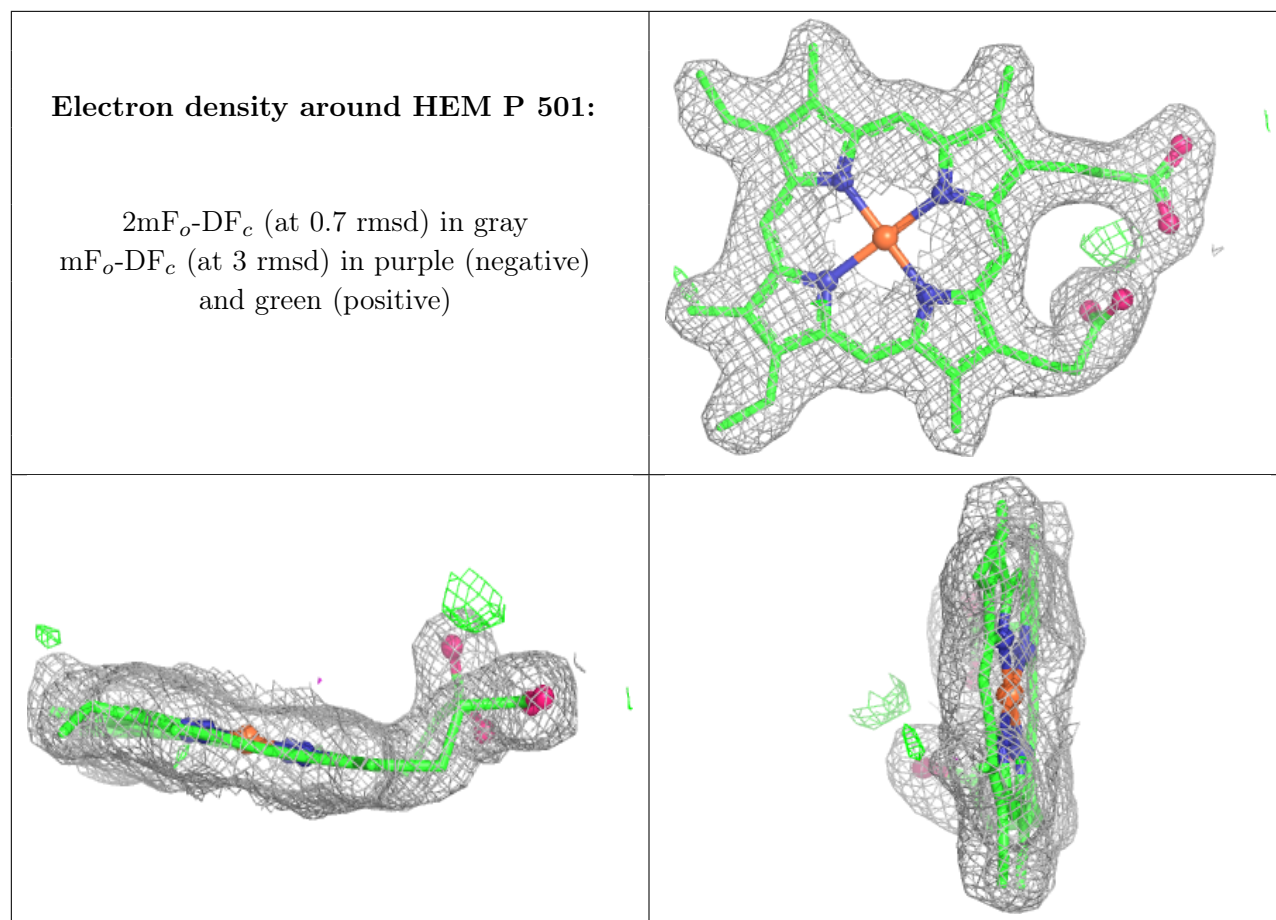 Electron density around HEM P 501:
2mFo-DFc (at 0.7 rmsd) in gray
mFo-DFc (at 3 rmsd) in purple (negative)
and green (positive)